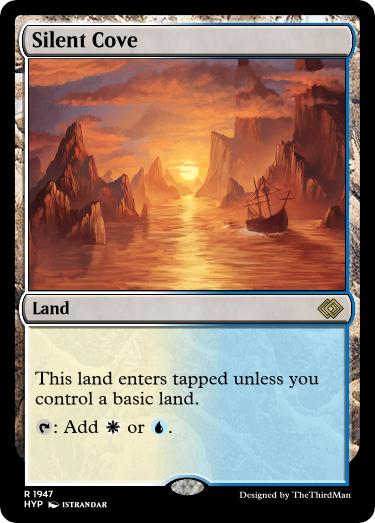 Silent Cove
Land
This land enters tapped unless you
control a basic land.
: Add or .
R 1947
HYP ISTRANDAR
Designed by TheThirdMan